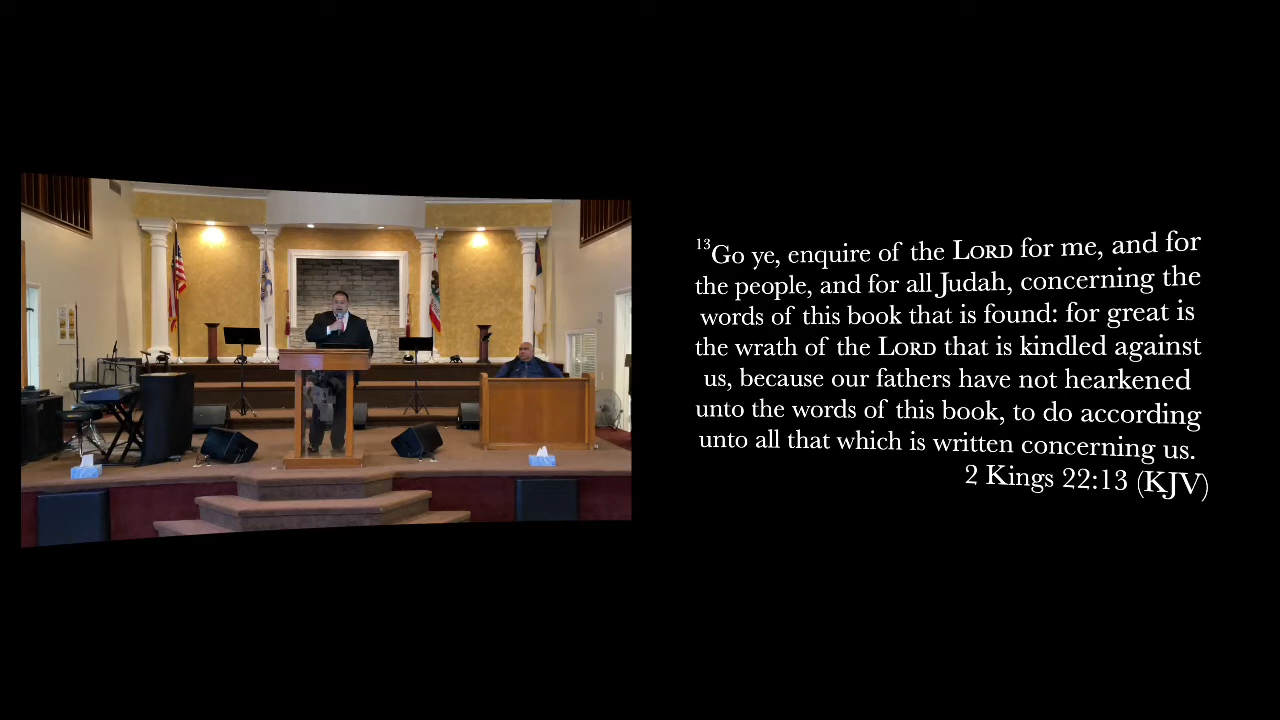 ¹³Go ye, enquire of the LORD for me, and for
the people, and for all Judah, concerning the
words of this book that is found: for great is
the wrath of the LORD that is kindled against
us, because our fathers have not hearkened
unto the words of this book, to do according
unto all that which is written concerning us.
2 Kings 22:13 (KJV)